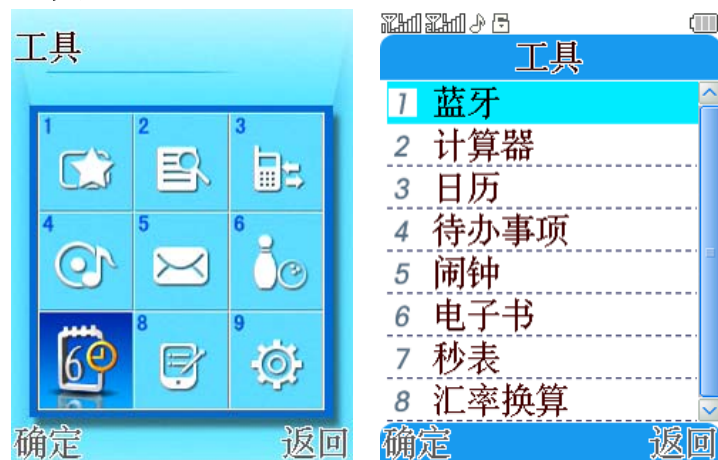 工具
1 2 3
4 5 6
6
8 9
确定 返回
工具
1 蓝牙
2 计算器
3 日历
4 待办事项
5 闹钟
6 电子书
7 秒表
8 汇率换算
确定 返回